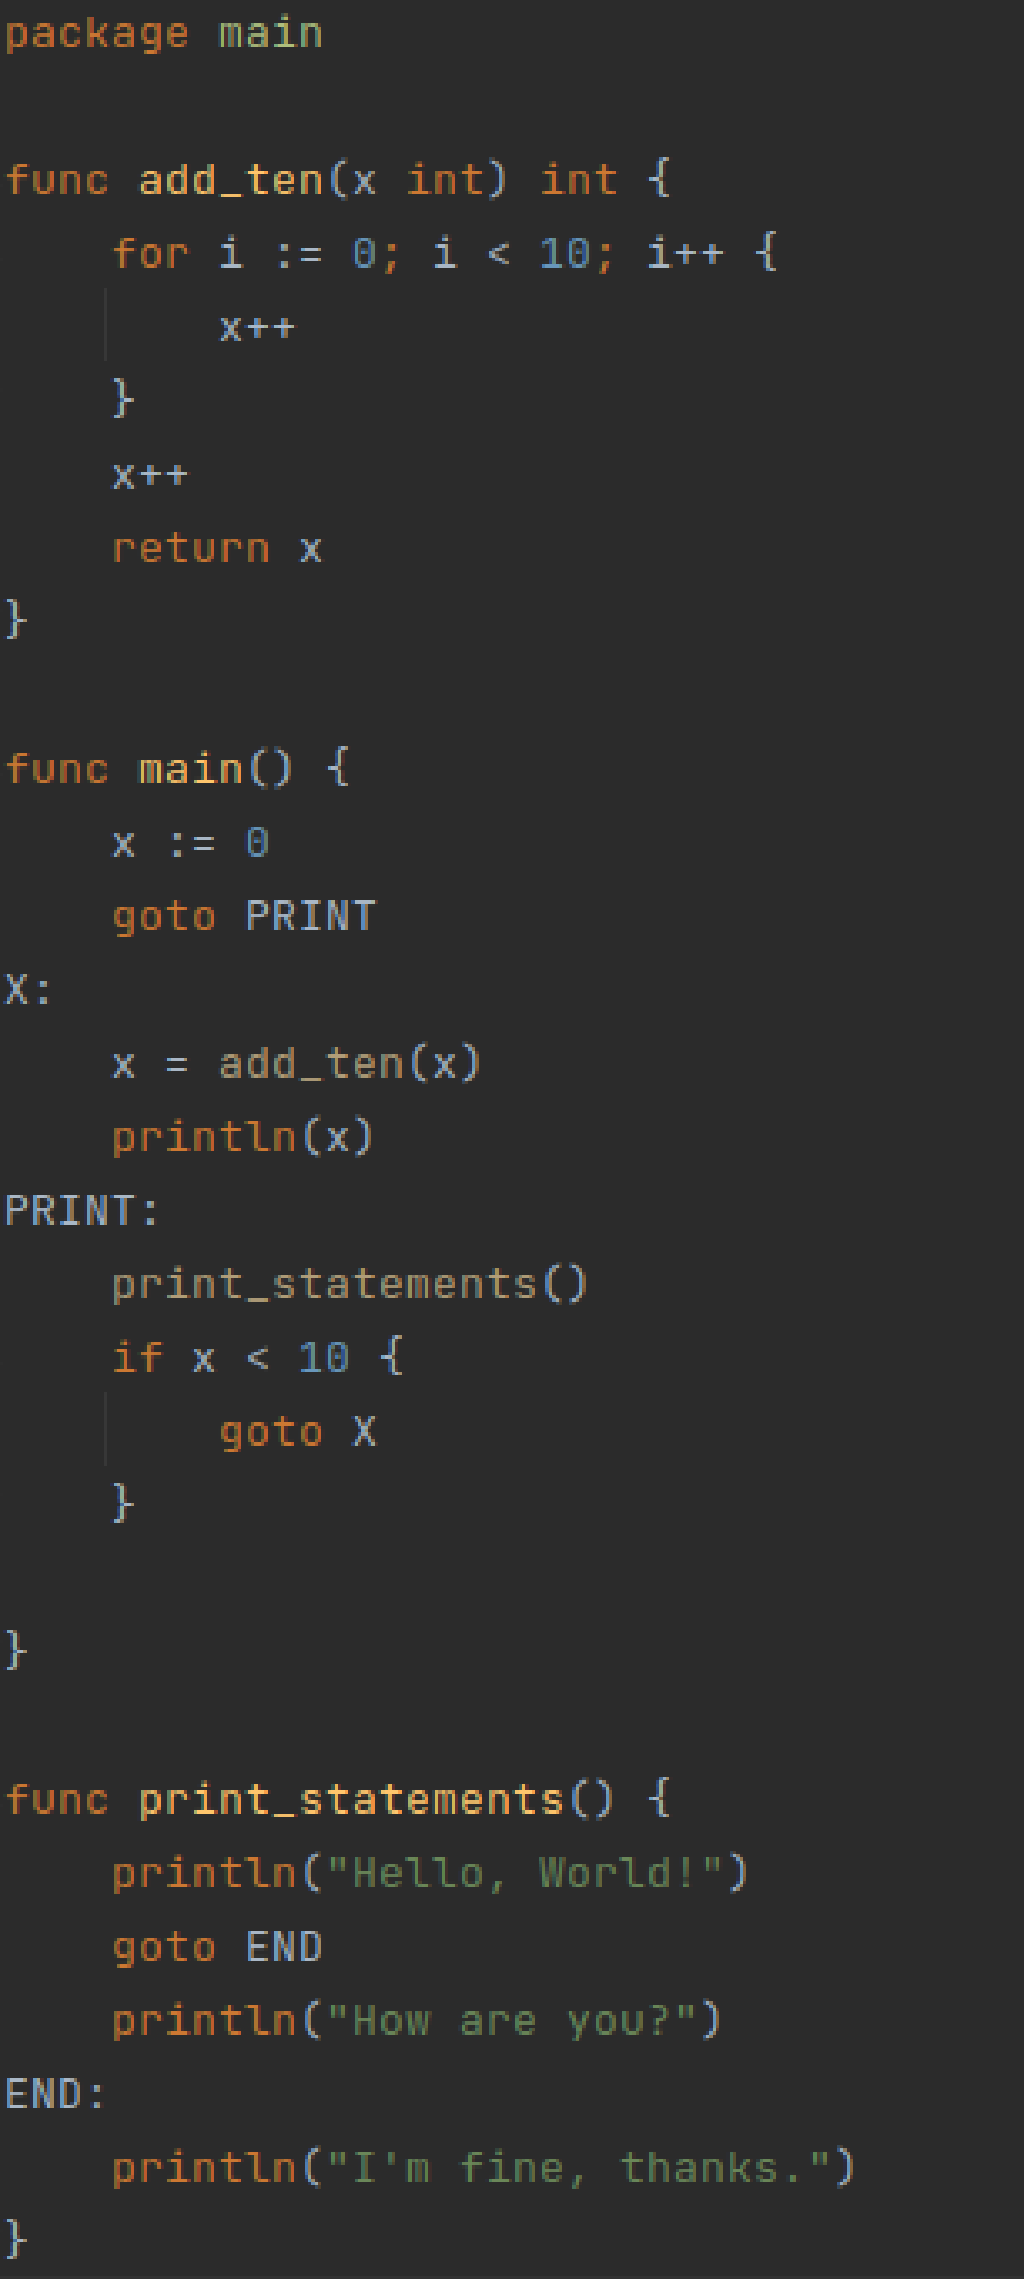 package main

func add_ten(x int) int {
    for i := 0; i < 10; i++ {
        x++
    }
    x++
    return x
}

func main() {
    x := 0
    goto PRINT
X:
    x = add_ten(x)
    println(x)
PRINT:
    print_statements()
    if x < 10 {
        goto X
    }

}

func print_statements() {
    println("Hello, World!")
    goto END
    println("How are you?")
END:
    println("I'm fine, thanks.")
}